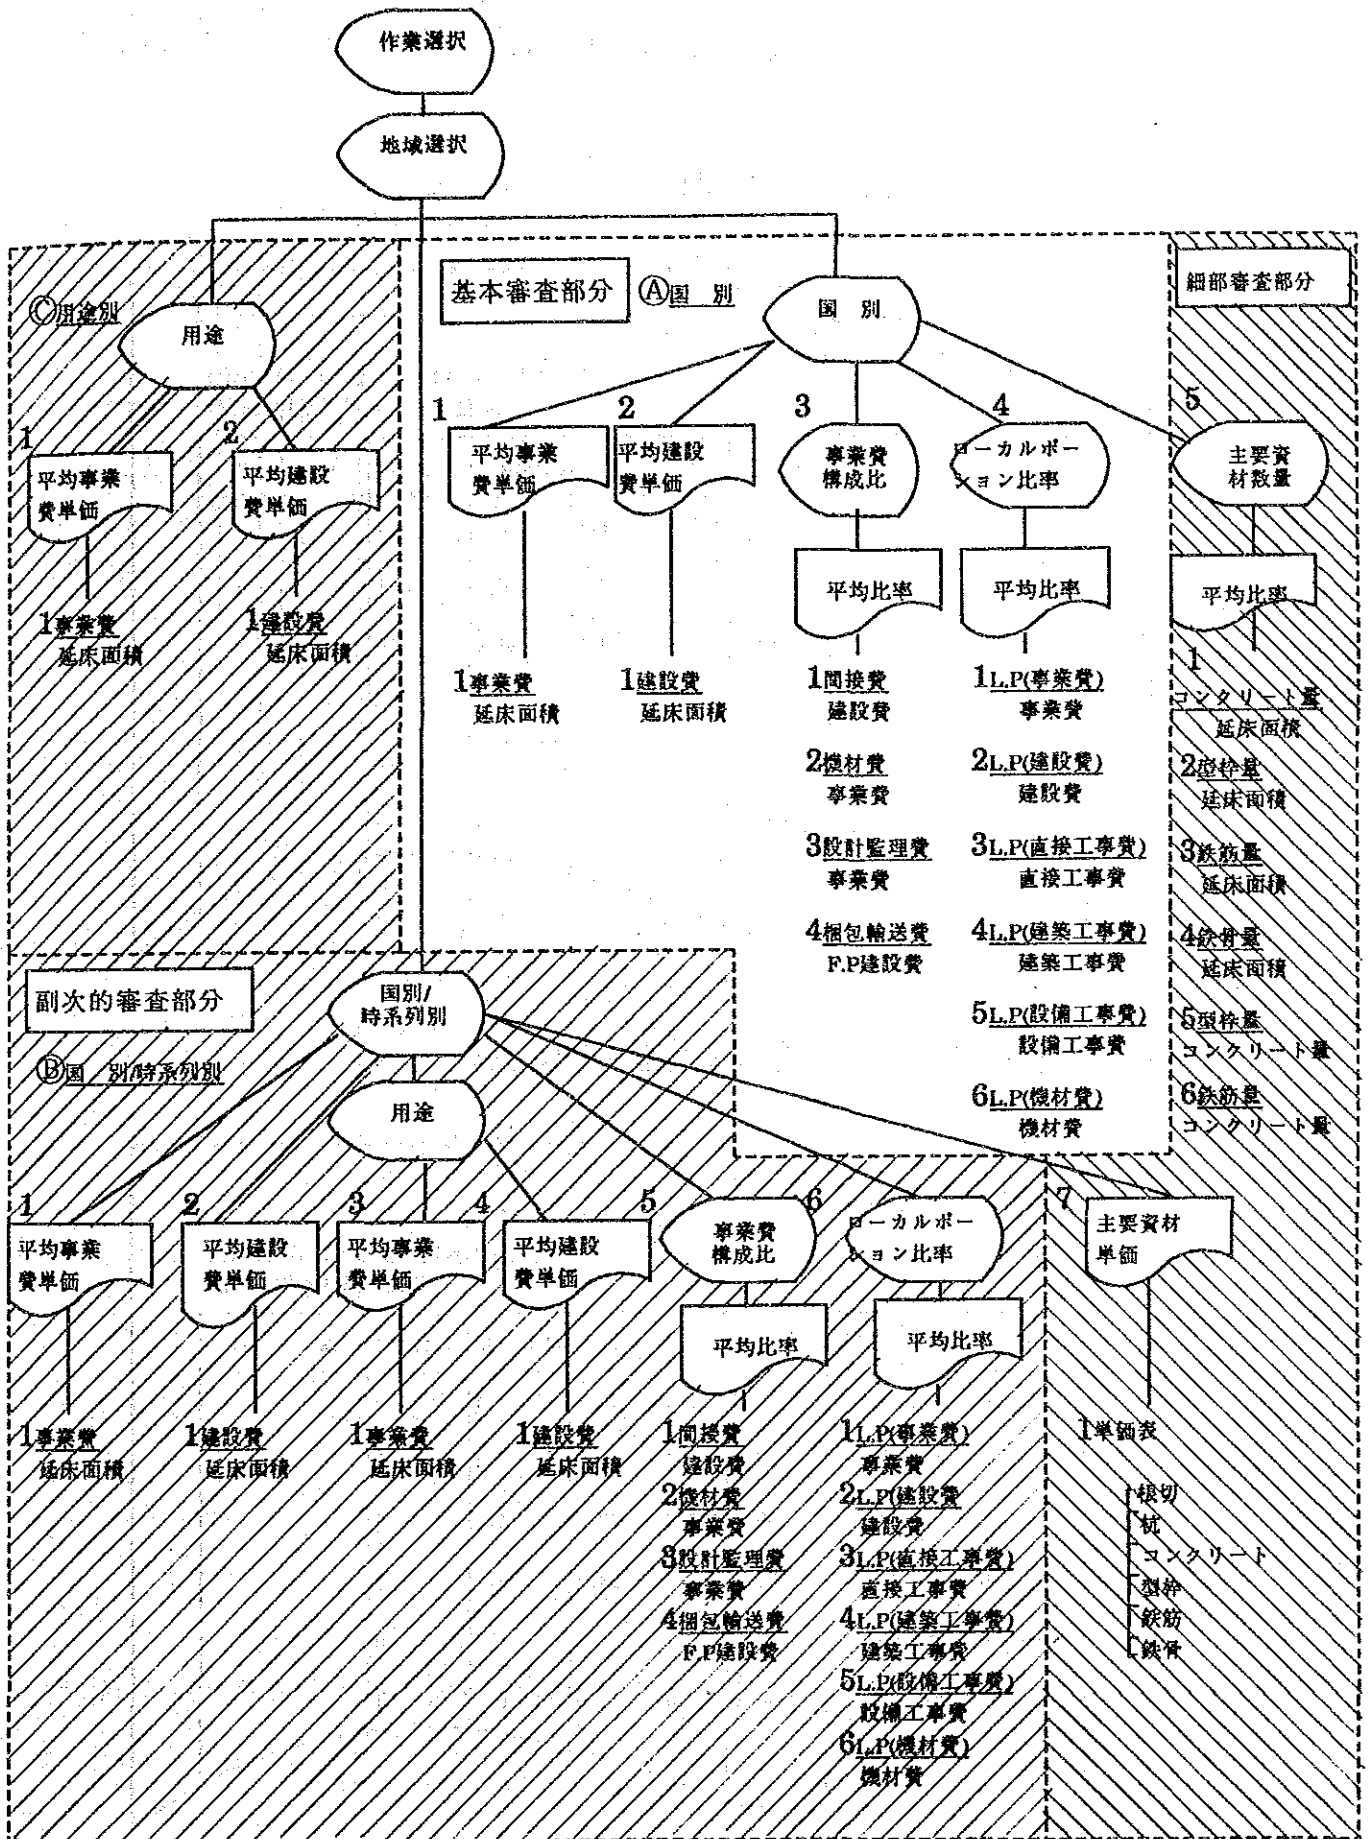 作業選択
地域選択
基本審査部分
Ⓐ国 別
国 別
細部審査部分
Ⓒ用途別
用途
1
平均事業
費単価
1事業費
延床面積
2
平均建設
費単価
1建設費
延床面積
1
平均事業
費単価
1事業費
延床面積
2
平均建設
費単価
1建設費
延床面積
3
事業費
構成比
平均比率
1間接費
建設費
2機材費
事業費
3設計監理費
事業費
4梱包輸送費
F.P建設費
4
ローカルポー
ション比率
平均比率
1L.P(事業費)
事業費
2L.P(建設費)
建設費
3L.P(直接工事費)
直接工事費
4L.P(建築工事費)
建築工事費
5L.P(設備工事費)
設備工事費
6L.P(機材費)
機材費
5
主要資
材数量
平均比率
1
コンクリート量
延床面積
2型枠量
延床面積
3鉄筋量
延床面積
4鉄骨量
延床面積
5型枠量
コンクリート量
6鉄筋量
コンクリート量
副次的審査部分
Ⓑ国 別/時系列別
国別/
時系列別
用途
1
平均事業
費単価
1事業費
延床面積
2
平均建設
費単価
1建設費
延床面積
3
平均事業
費単価
1事業費
延床面積
4
平均建設
費単価
1建設費
延床面積
5
事業費
構成比
平均比率
1間接費
建設費
2機材費
事業費
3設計監理費
事業費
4梱包輸送費
F.P建設費
6
ローカルポー
ション比率
平均比率
1L.P(事業費)
事業費
2L.P(建設費
建設費
3L.P(直接工事費)
直接工事費
4L.P(建築工事費)
建築工事費
5L.P(設備工事費)
設備工事費
6L.P(機材費)
機材費
7
主要資材
単価
1単価表
根切
杭
コンクリート
型枠
鉄筋
鉄骨